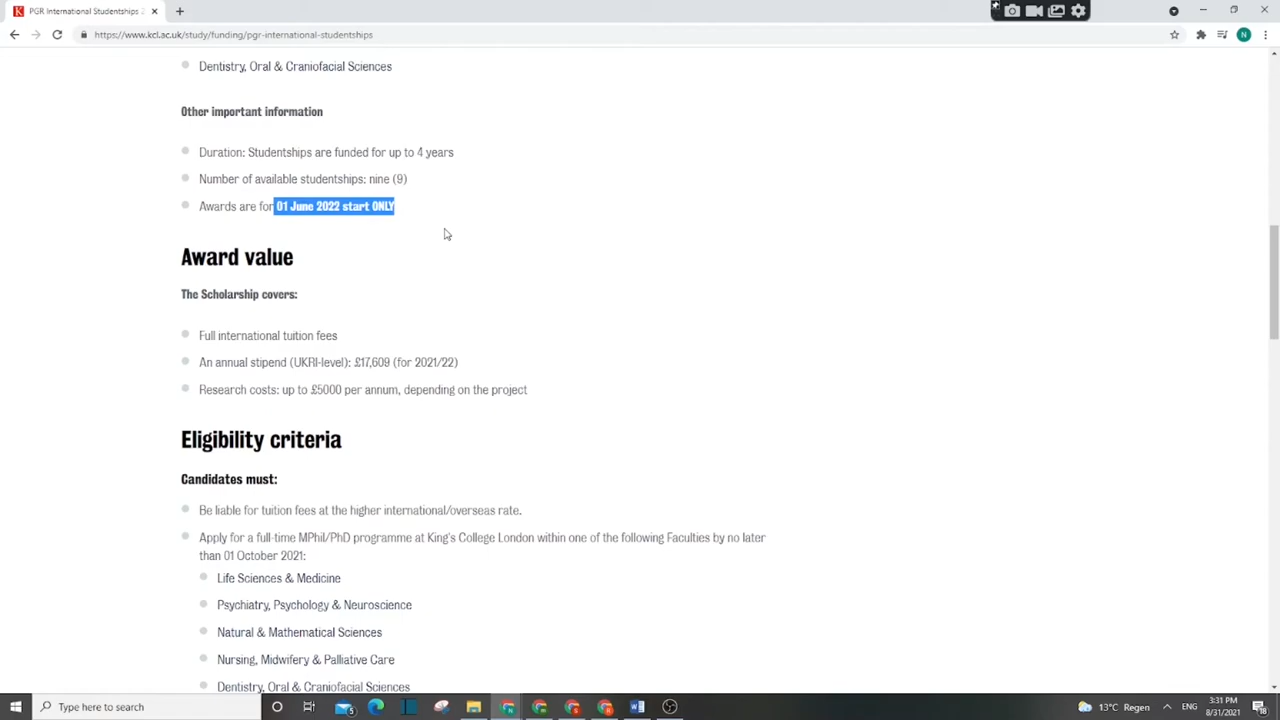 PGR International Studentships 2
https://www.kcl.ac.uk/study/funding/pgr-international-studentships
N
Dentistry, Oral & Craniofacial Sciences
Other important information
Duration: Studentships are funded for up to 4 years
Number of available studentships: nine (9)
Awards are for 01 June 2022 start ONLY
Award value
The Scholarship covers:
Full international tuition fees
An annual stipend (UKRI-level): £17,609 (for 2021/22)
Research costs: up to £5000 per annum, depending on the project
Eligibility criteria
Candidates must:
Be liable for tuition fees at the higher international/overseas rate.
Apply for a full-time MPhil/PhD programme at King's College London within one of the following Faculties by no later
than 01 October 2021:
Life Sciences & Medicine
Psychiatry, Psychology & Neuroscience
Natural & Mathematical Sciences
Nursing, Midwifery & Palliative Care
Dentistry, Oral & Craniofacial Sciences
Type here to search
13°C Regen
3:31 PM
8/31/2021